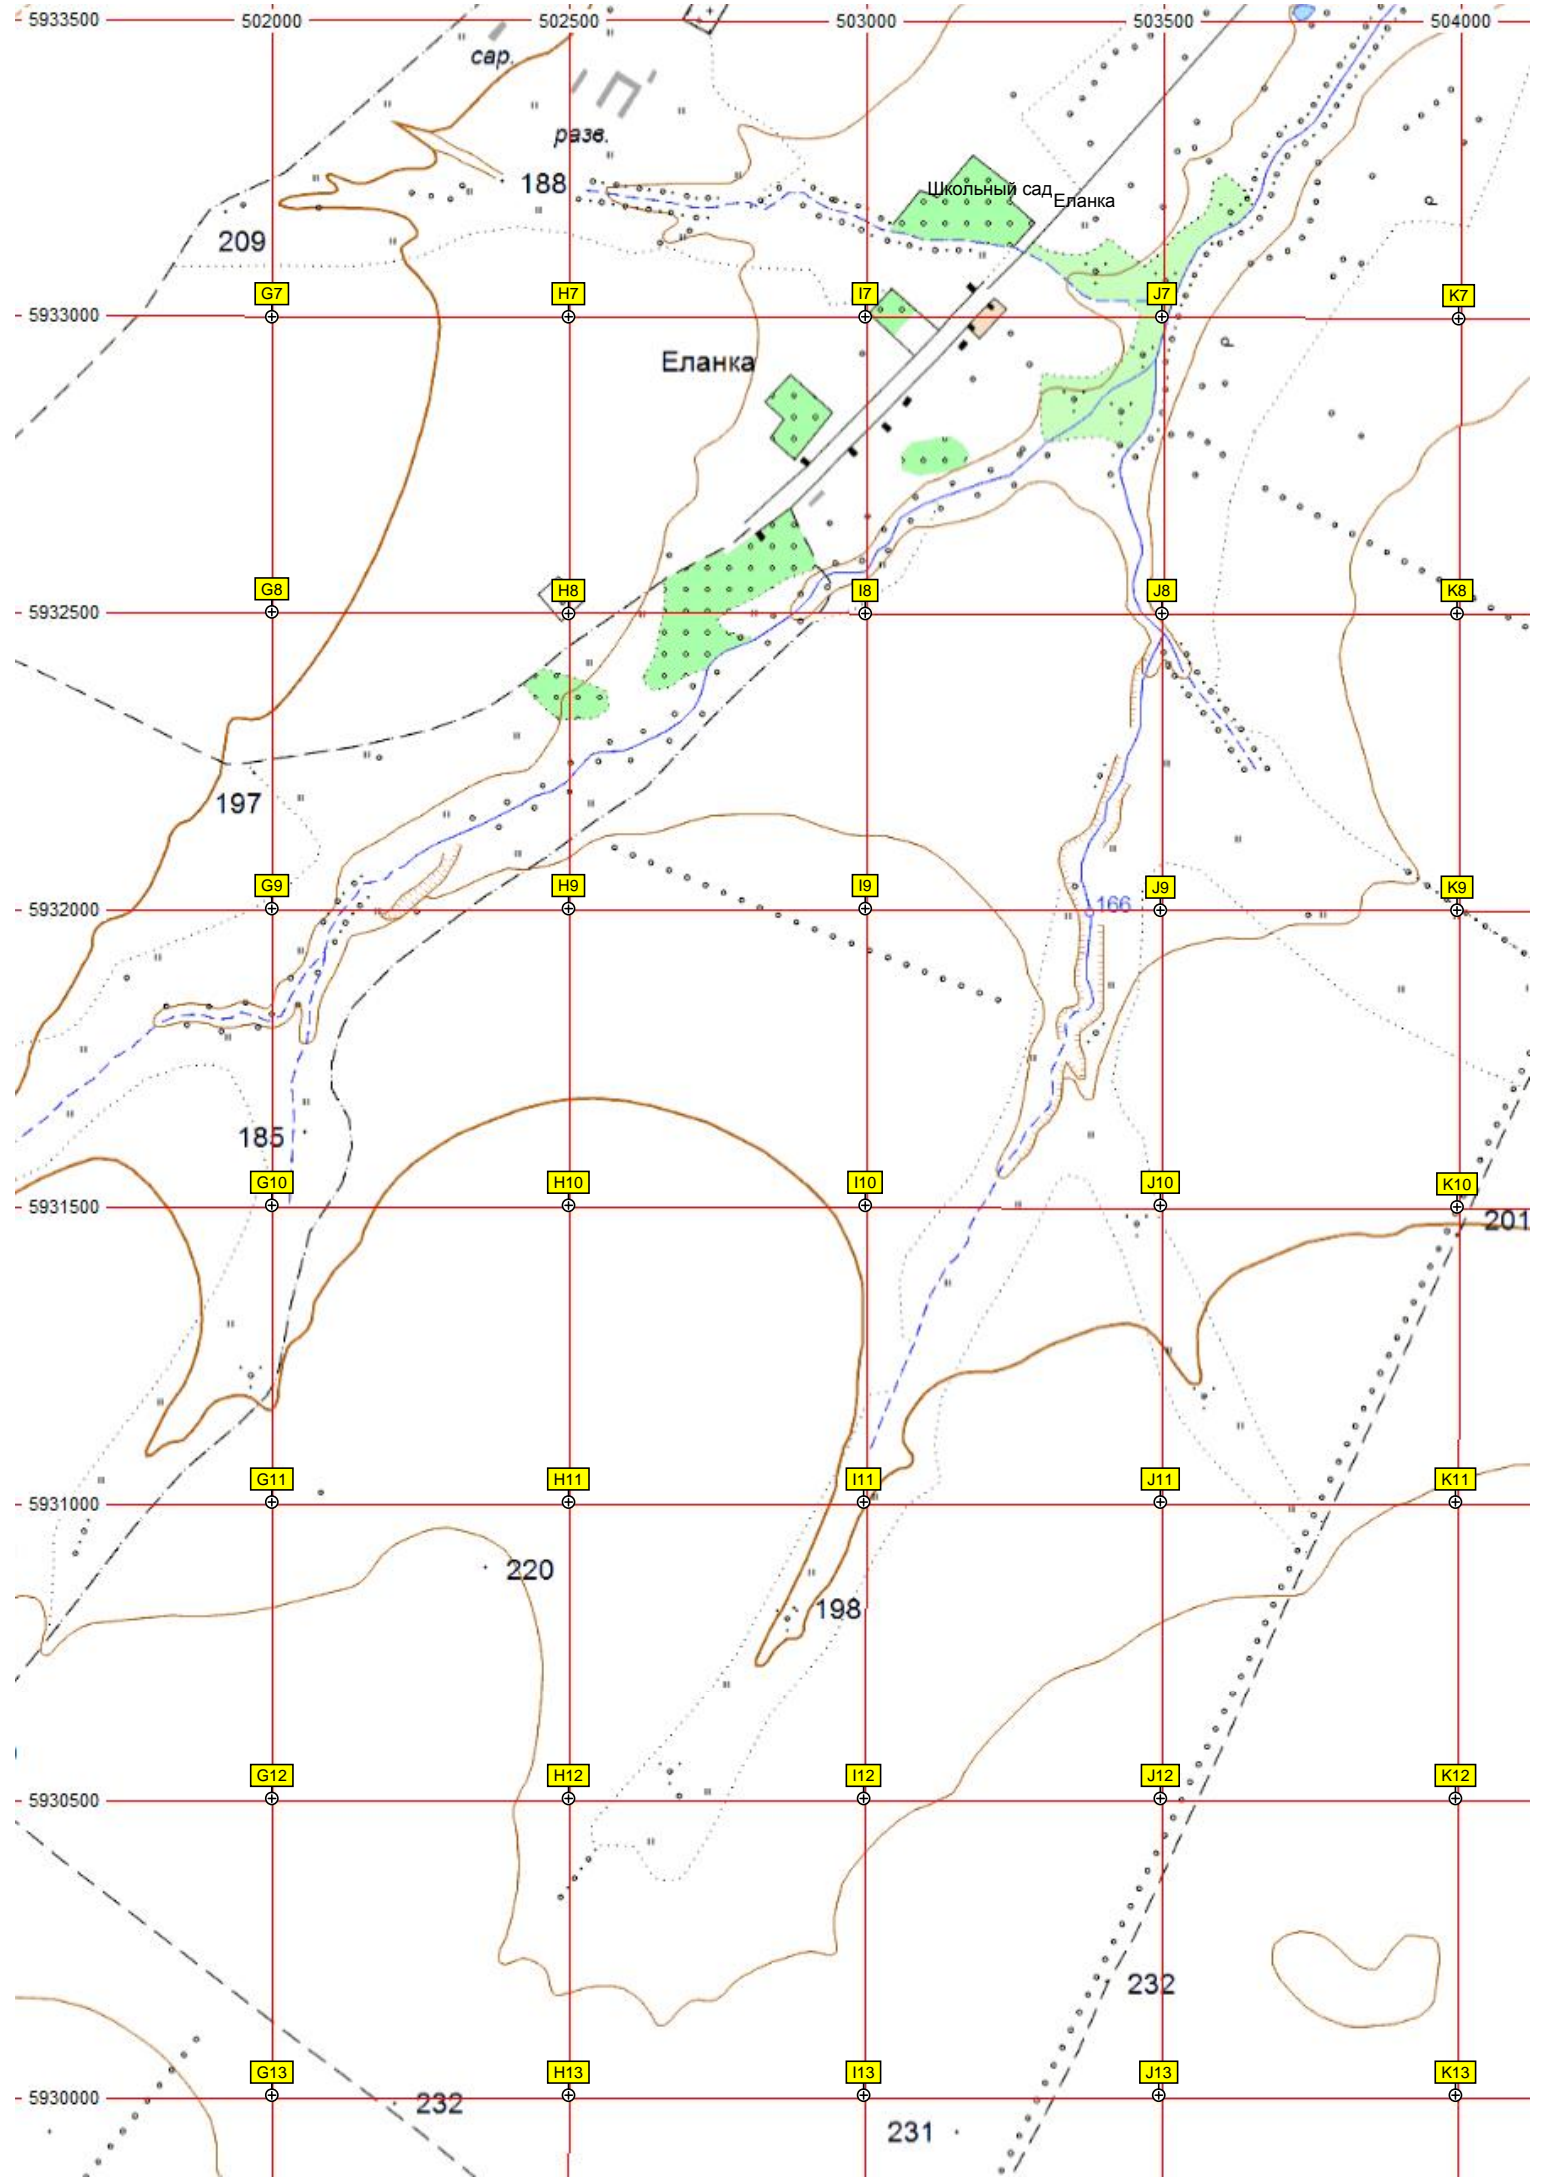 5933500 502000 502500 503000 503500 504000
сар.
разв.
188
Школьный сад
Еланка
р
209
G7 H7 I7 J7 K7
5933000
р
Еланка
G8 H8 I8 J8 K8
5932500
197
G9 H9 I9 J9 K9
166
5932000
185
G10 H10 I10 J10 K10
5931500
201
G11 H11 I11 J11 K11
5931000
220
198
G12 H12 I12 J12 K12
5930500
232
G13 H13 I13 J13 K13
5930000
232
231